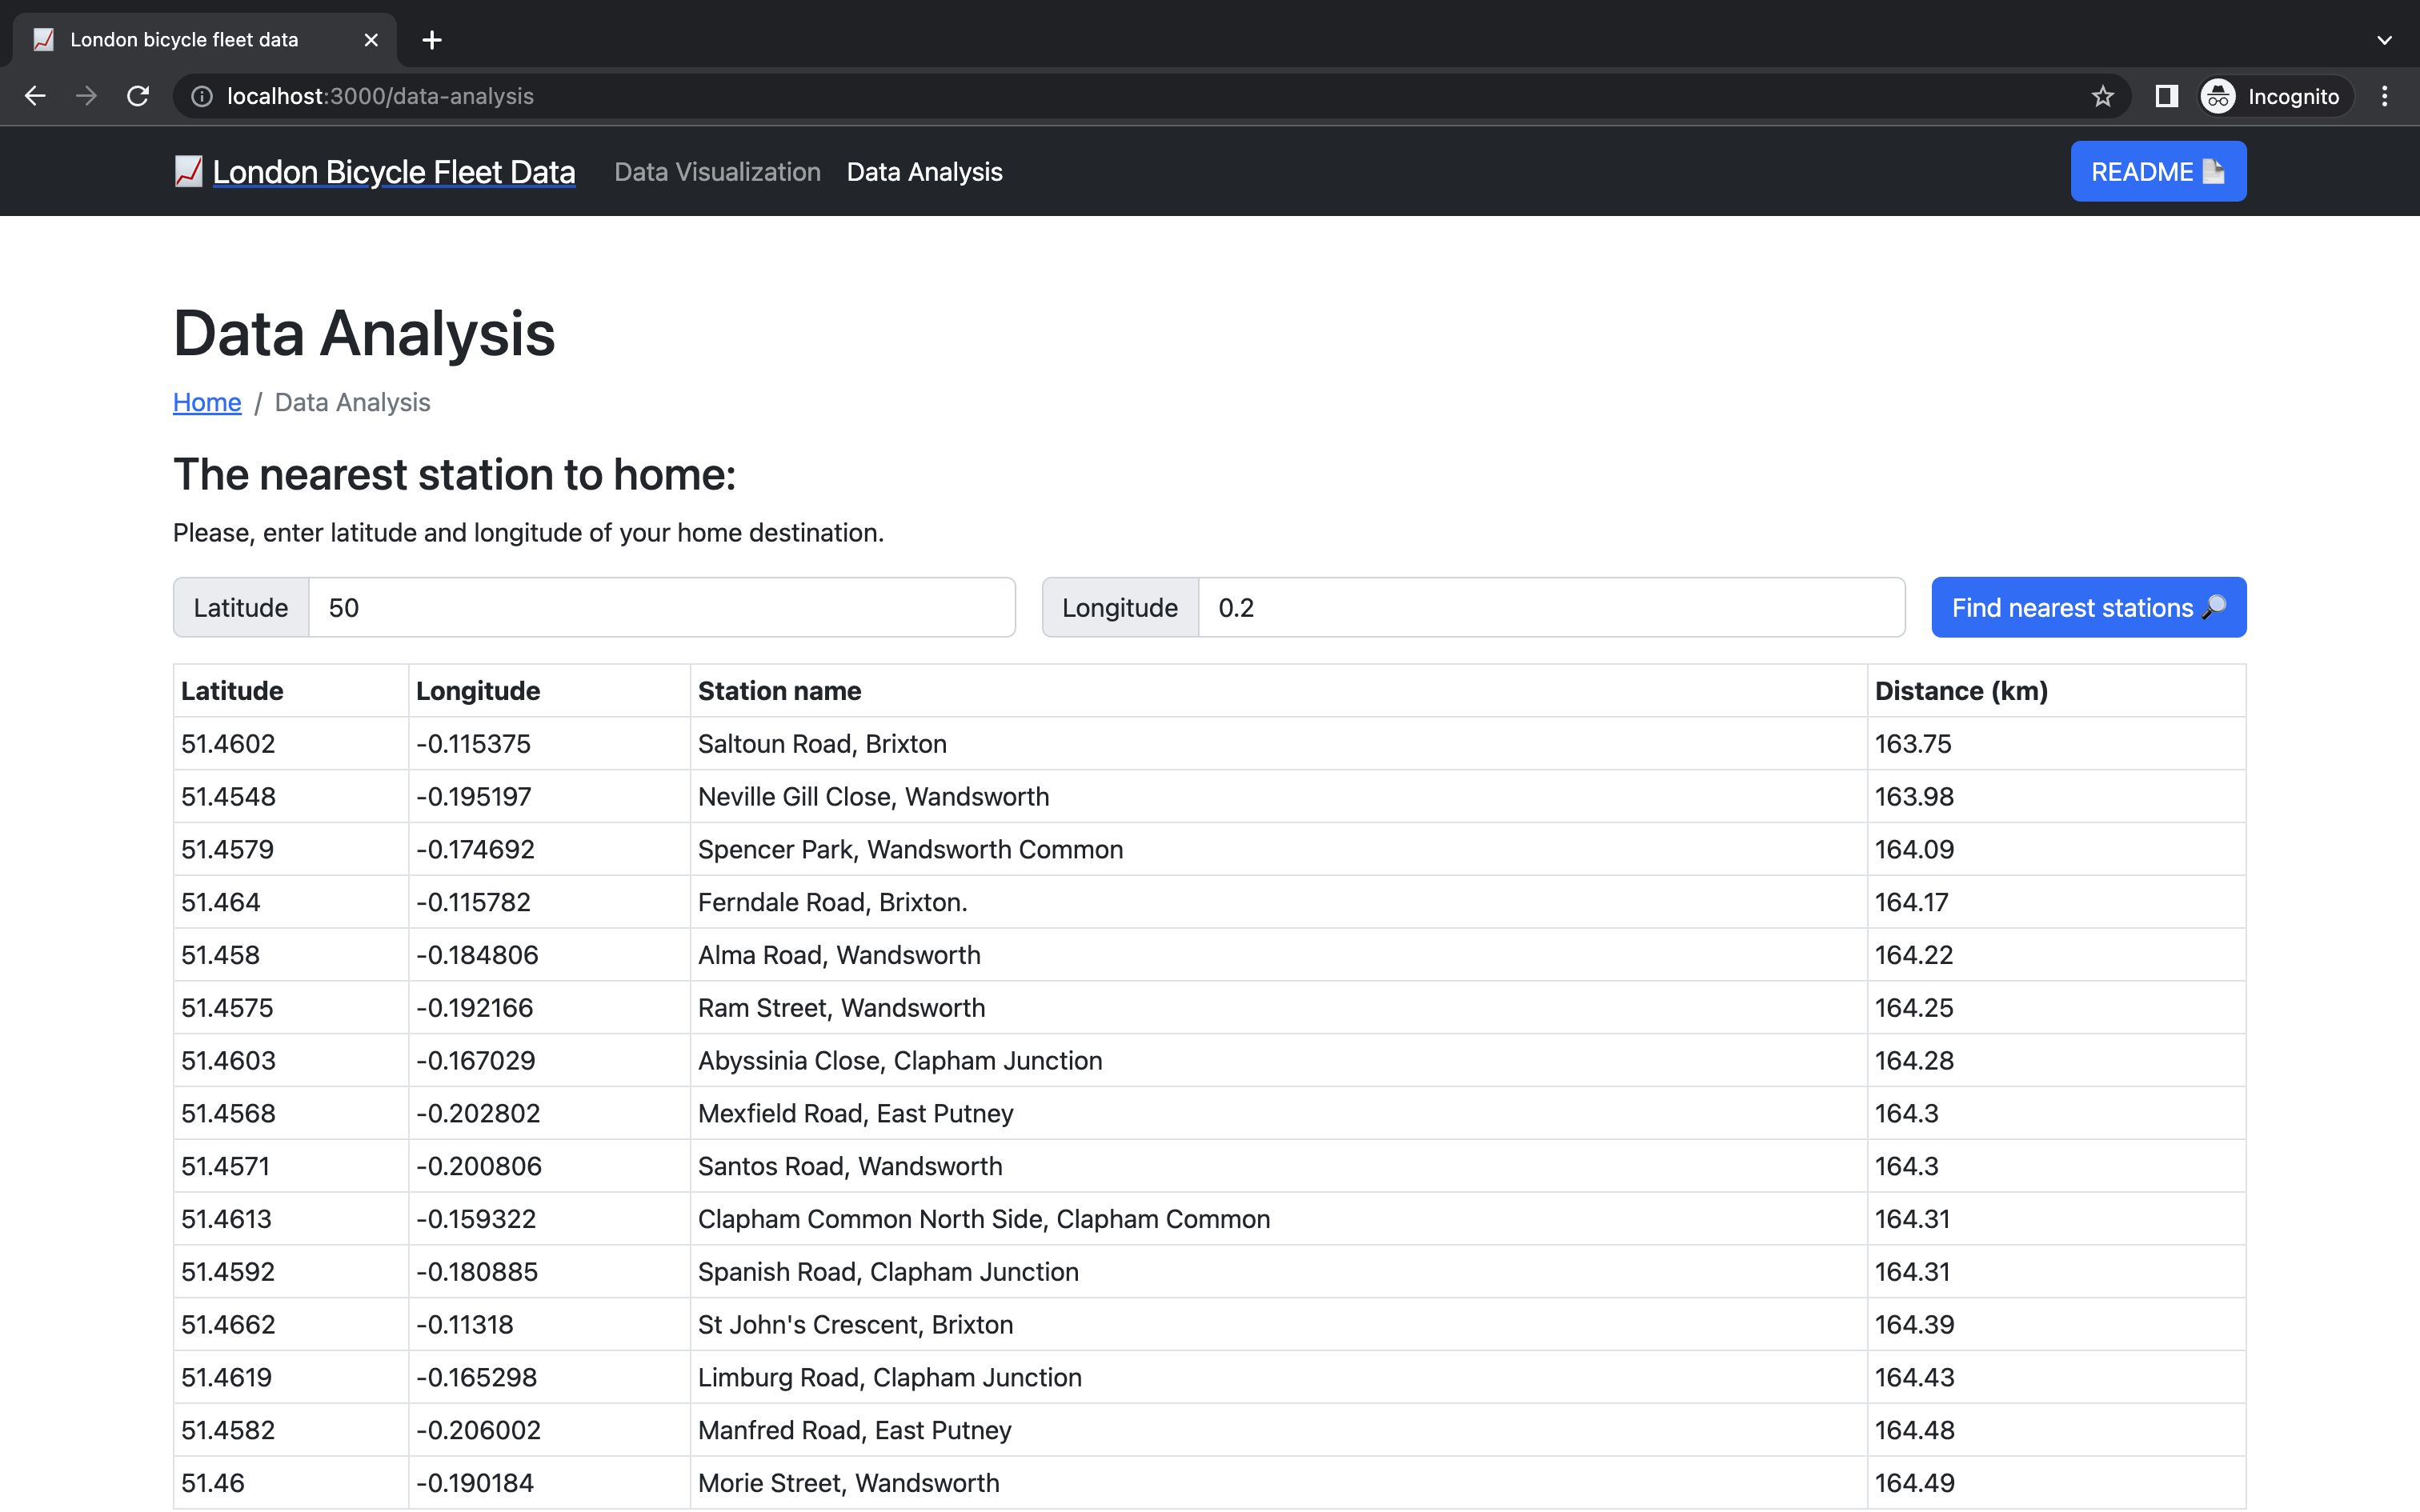 London bicycle fleet data
localhost:3000/data-analysis
Incognito
London Bicycle Fleet Data Data Visualization Data Analysis README
Data Analysis
Home / Data Analysis
The nearest station to home:
Please, enter latitude and longitude of your home destination.
Latitude 50 Longitude 0.2 Find nearest stations
Latitude Longitude Station name Distance (km)
51.4602 -0.115375 Saltoun Road, Brixton 163.75
51.4548 -0.195197 Neville Gill Close, Wandsworth 163.98
51.4579 -0.174692 Spencer Park, Wandsworth Common 164.09
51.464 -0.115782 Ferndale Road, Brixton. 164.17
51.458 -0.184806 Alma Road, Wandsworth 164.22
51.4575 -0.192166 Ram Street, Wandsworth 164.25
51.4603 -0.167029 Abyssinia Close, Clapham Junction 164.28
51.4568 -0.202802 Mexfield Road, East Putney 164.3
51.4571 -0.200806 Santos Road, Wandsworth 164.3
51.4613 -0.159322 Clapham Common North Side, Clapham Common 164.31
51.4592 -0.180885 Spanish Road, Clapham Junction 164.31
51.4662 -0.11318 St John's Crescent, Brixton 164.39
51.4619 -0.165298 Limburg Road, Clapham Junction 164.43
51.4582 -0.206002 Manfred Road, East Putney 164.48
51.46 -0.190184 Morie Street, Wandsworth 164.49